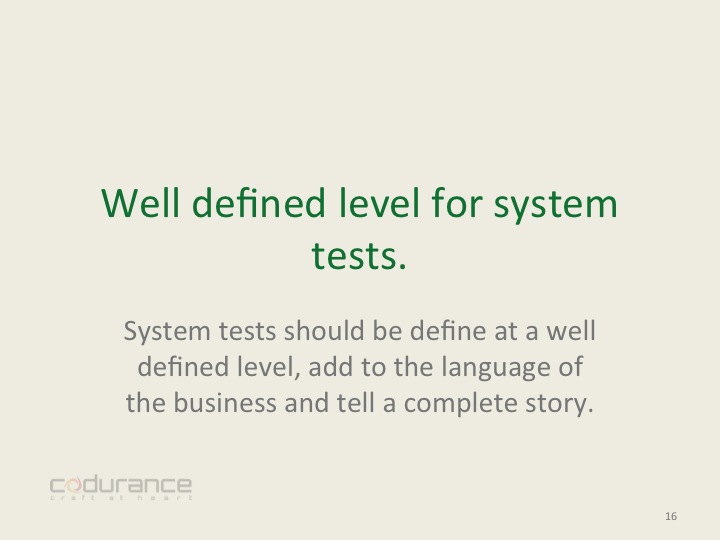 Well defined level for system
tests.
System tests should be define at a well
defined level, add to the language of
the business and tell a complete story.
codurance
craft at heart
16